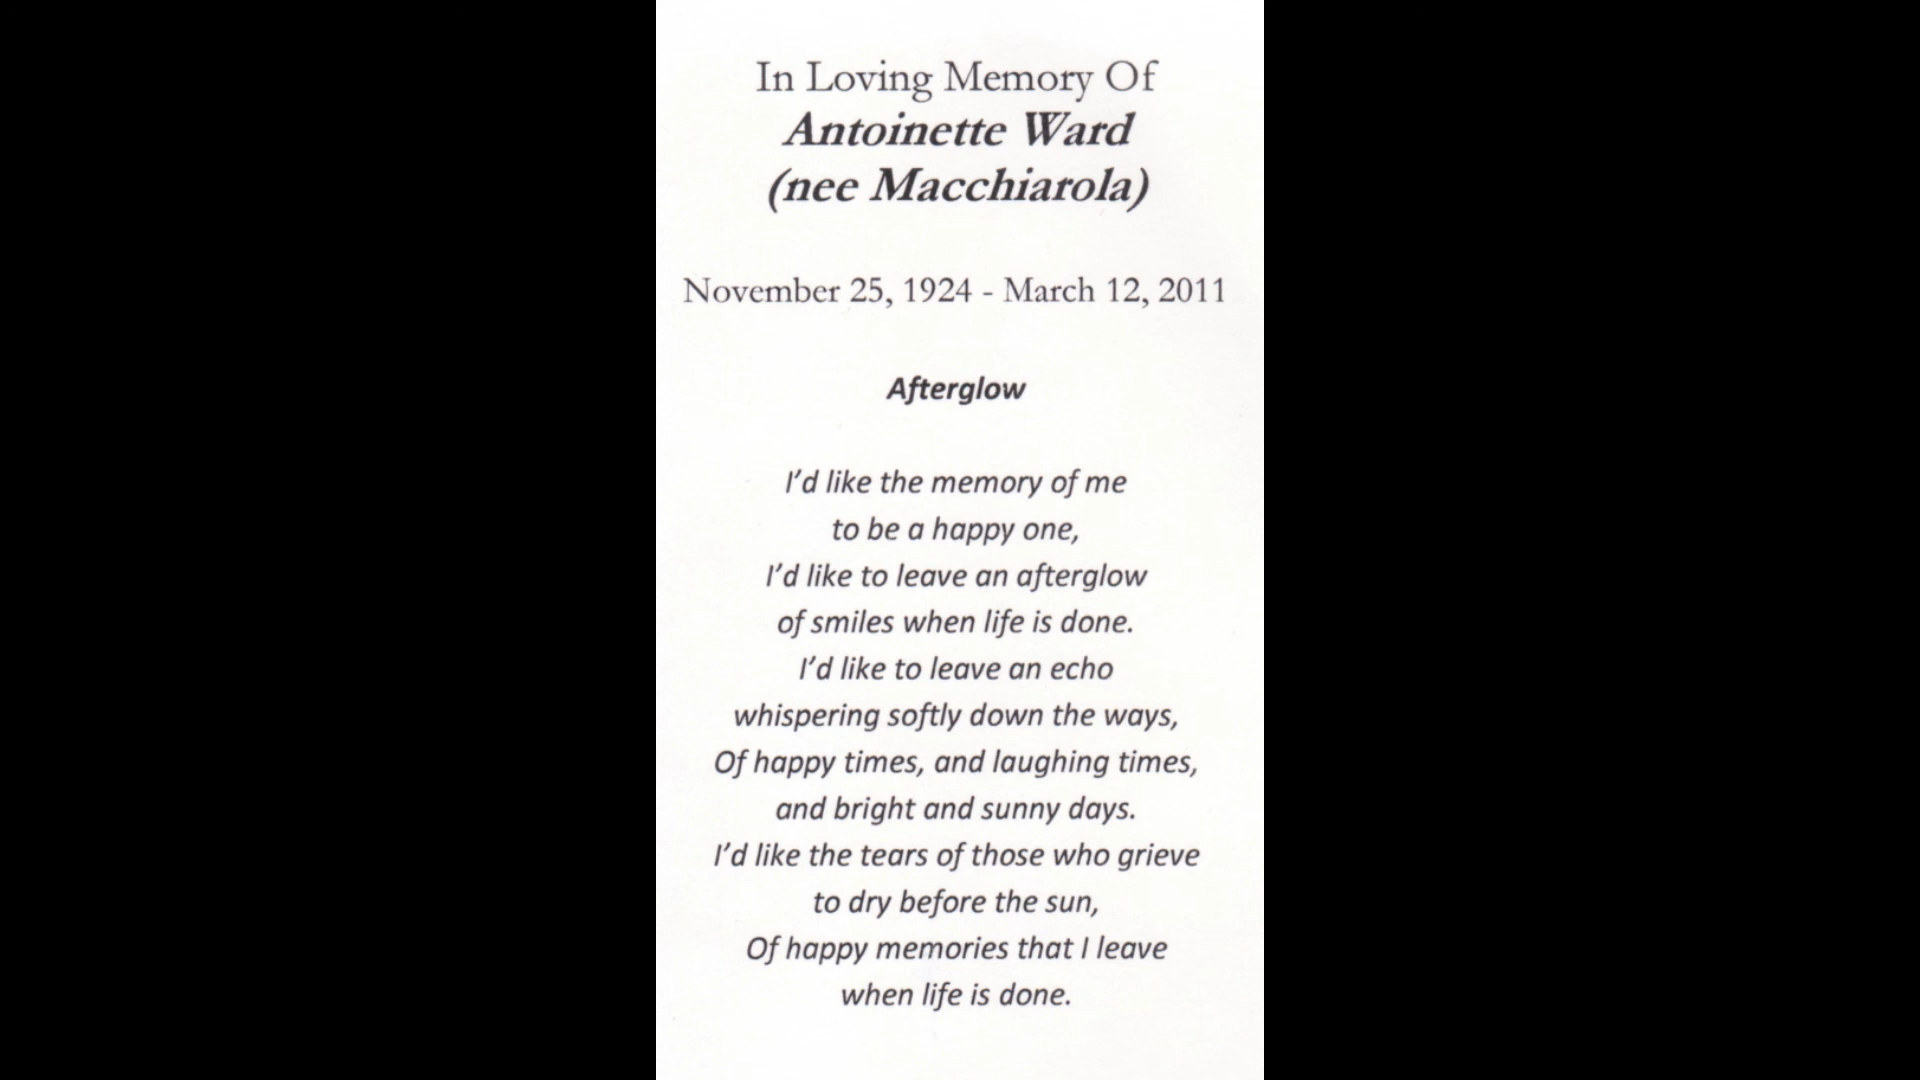 In Loving Memory Of
Antoinette Ward
(nee Macchiarola)
November 25, 1924 - March 12, 2011
Afterglow
I’d like the memory of me
to be a happy one,
I’d like to leave an afterglow
of smiles when life is done.
I’d like to leave an echo
whispering softly down the ways,
Of happy times, and laughing times,
and bright and sunny days.
I’d like the tears of those who grieve
to dry before the sun,
Of happy memories that I leave
when life is done.